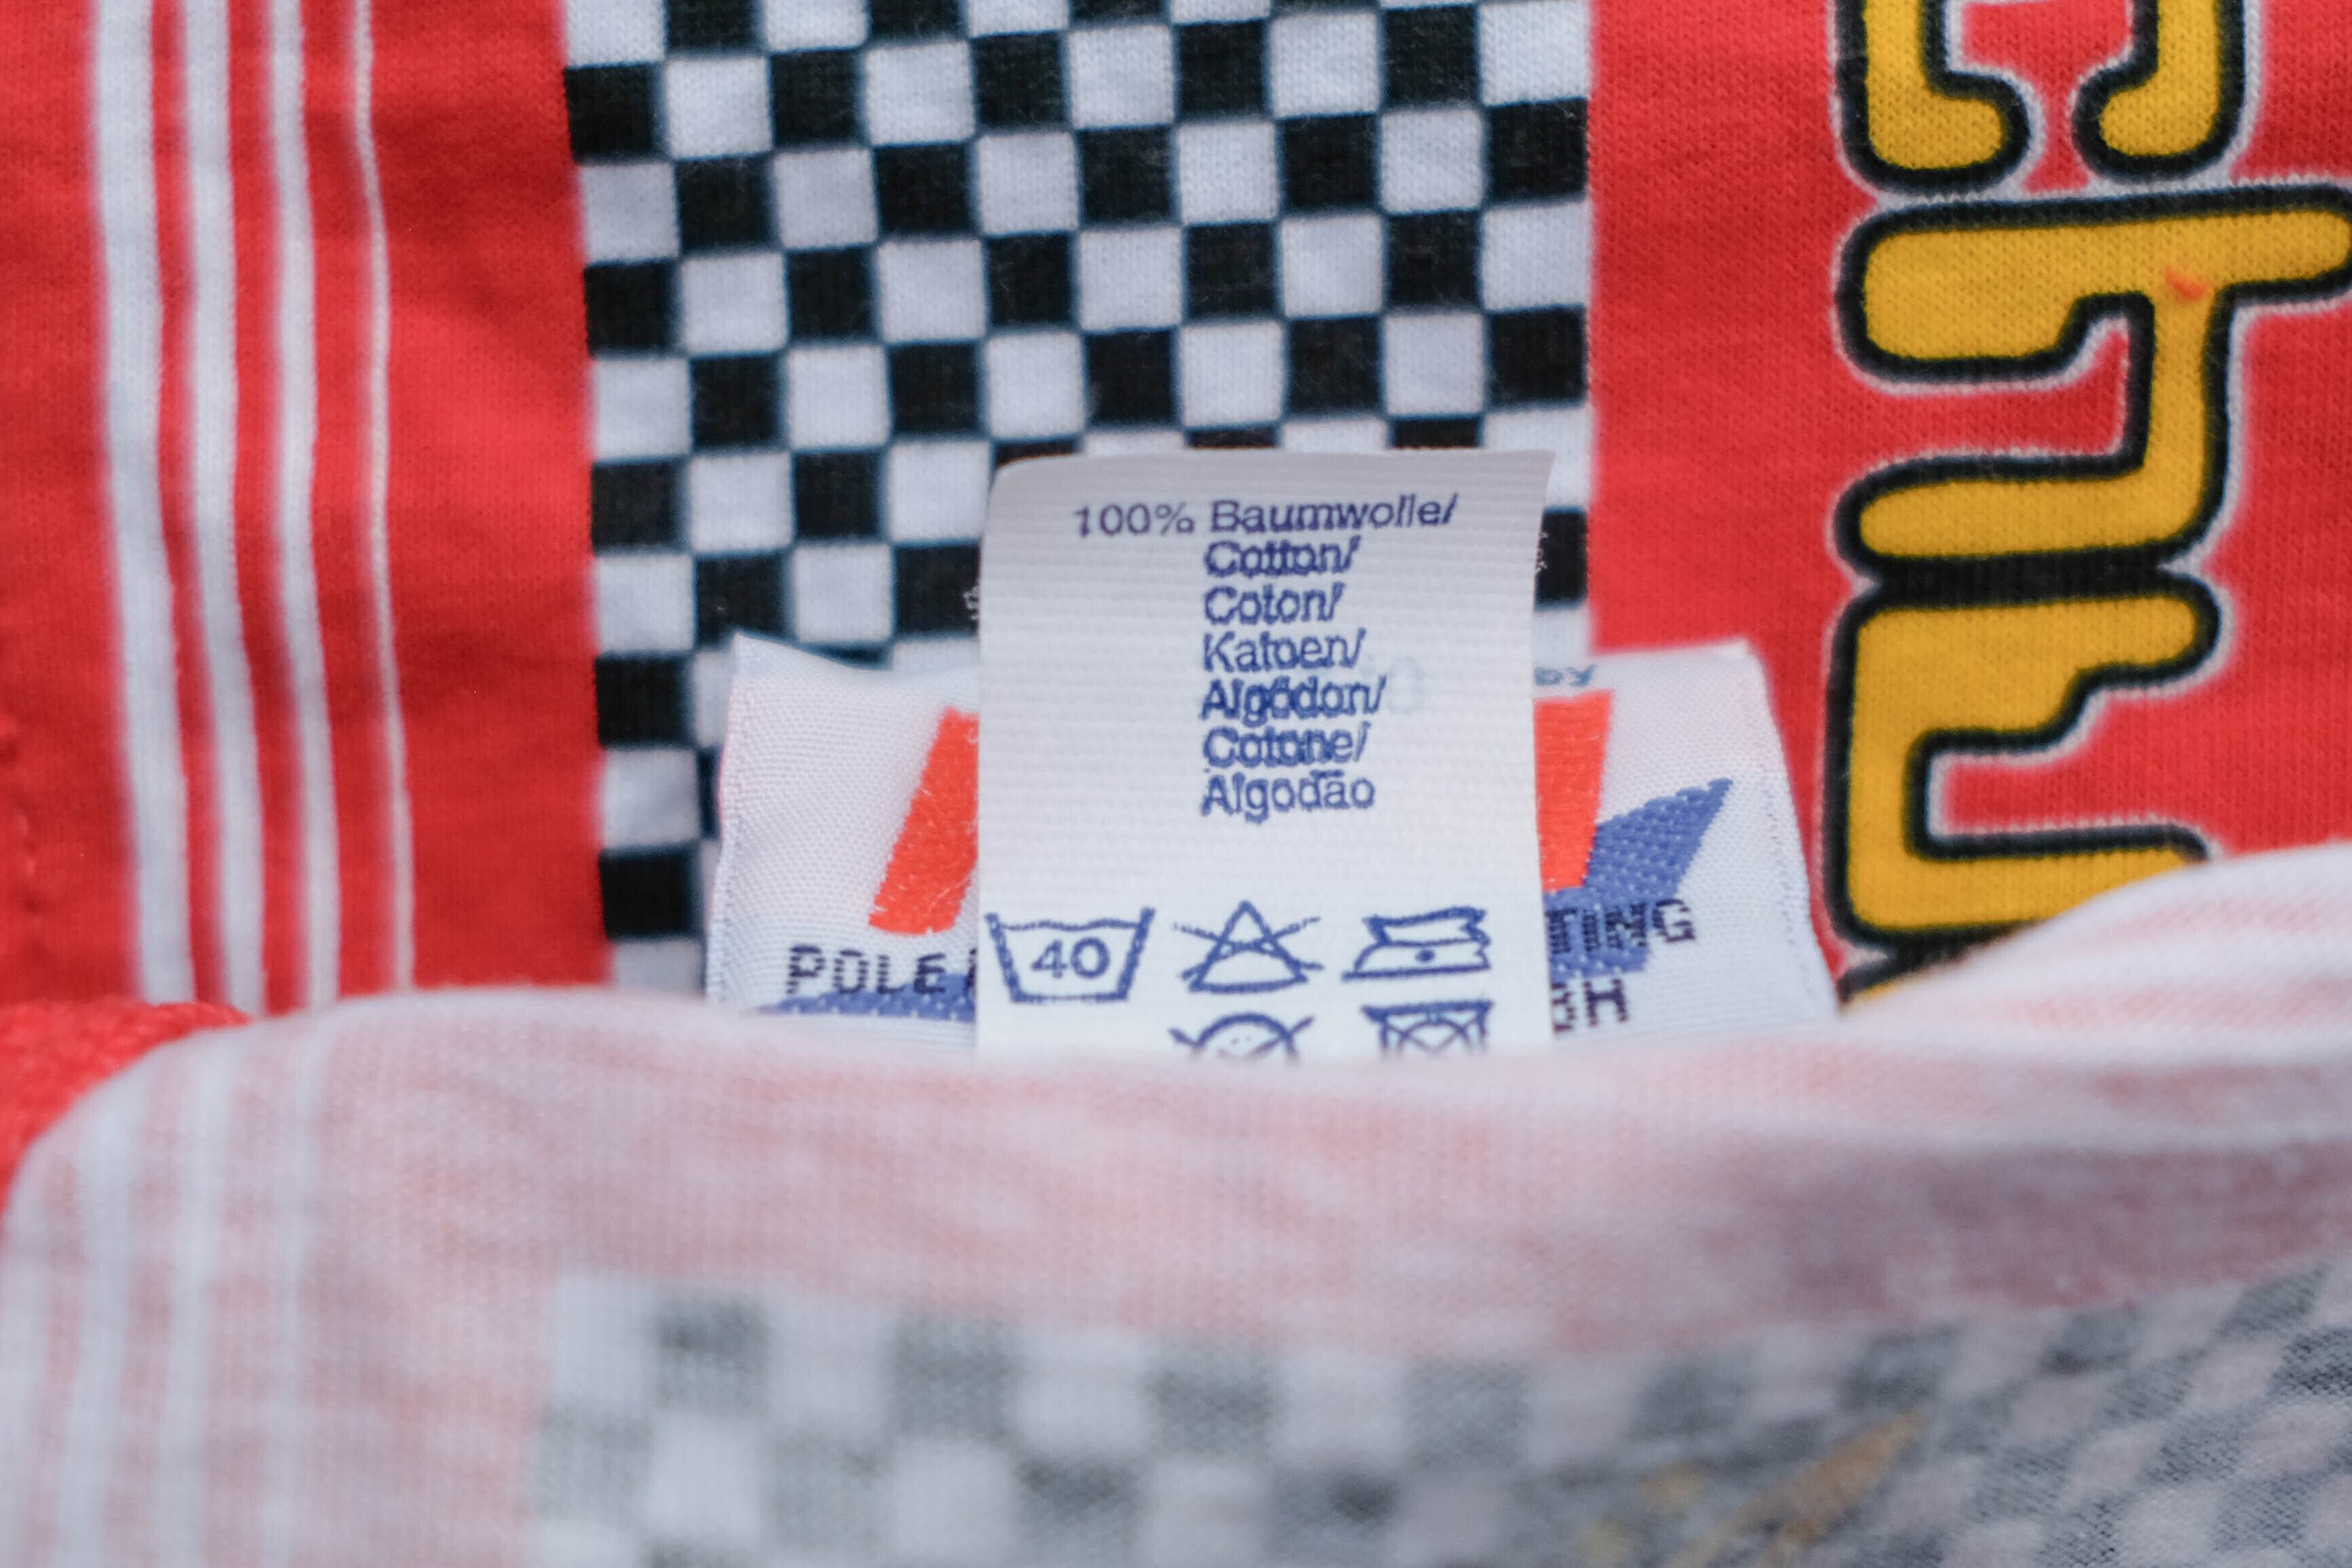 100% Baumwolle/
Cotton/
Coton/
Katoen/
Algódon/
Cotone/
Algodão
40
POLE
TING
BH